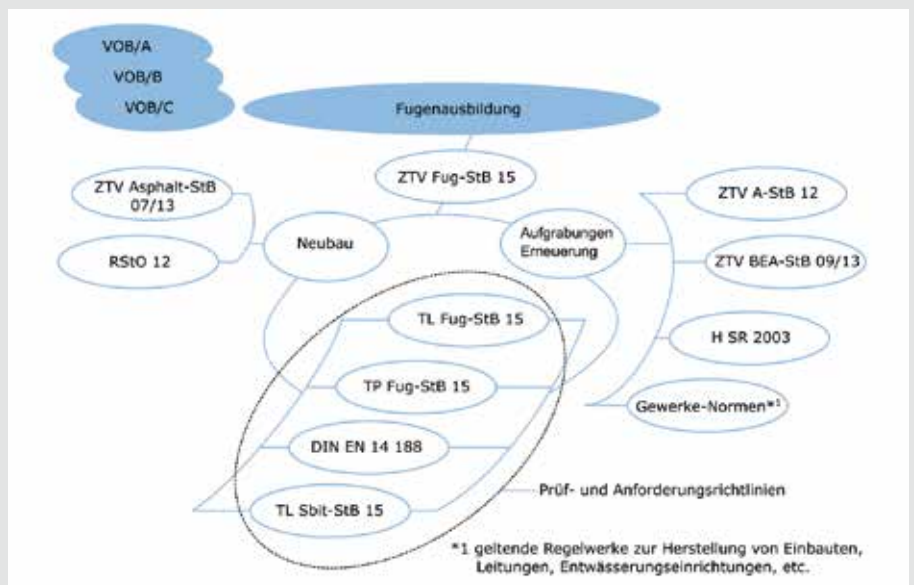 VOB/A
VOB/B
VOB/C
Fugenausbildung
ZTV Fug-StB 15
ZTV Asphalt-StB
07/13
RStO 12
Neubau
Aufgrabungen
Erneuerung
ZTV A-StB 12
ZTV BEA-StB 09/13
H SR 2003
Gewerke-Normen*1
TL Fug-StB 15
TP Fug-StB 15
DIN EN 14 188
TL Sbit-StB 15
Prüf- und Anforderungsrichtlinien
*1 geltende Regelwerke zur Herstellung von Einbauten,
Leitungen, Entwässerungseinrichtungen, etc.